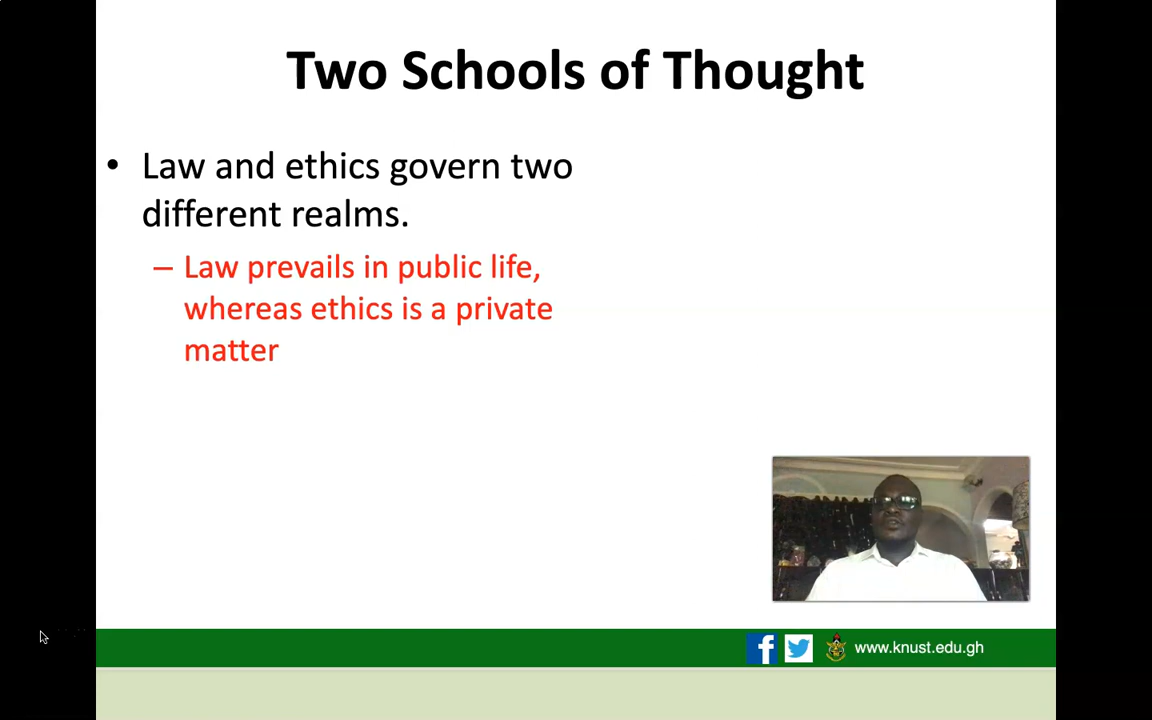 Two Schools of Thought
• Law and ethics govern two
different realms.
– Law prevails in public life,
whereas ethics is a private
matter
www.knust.edu.gh